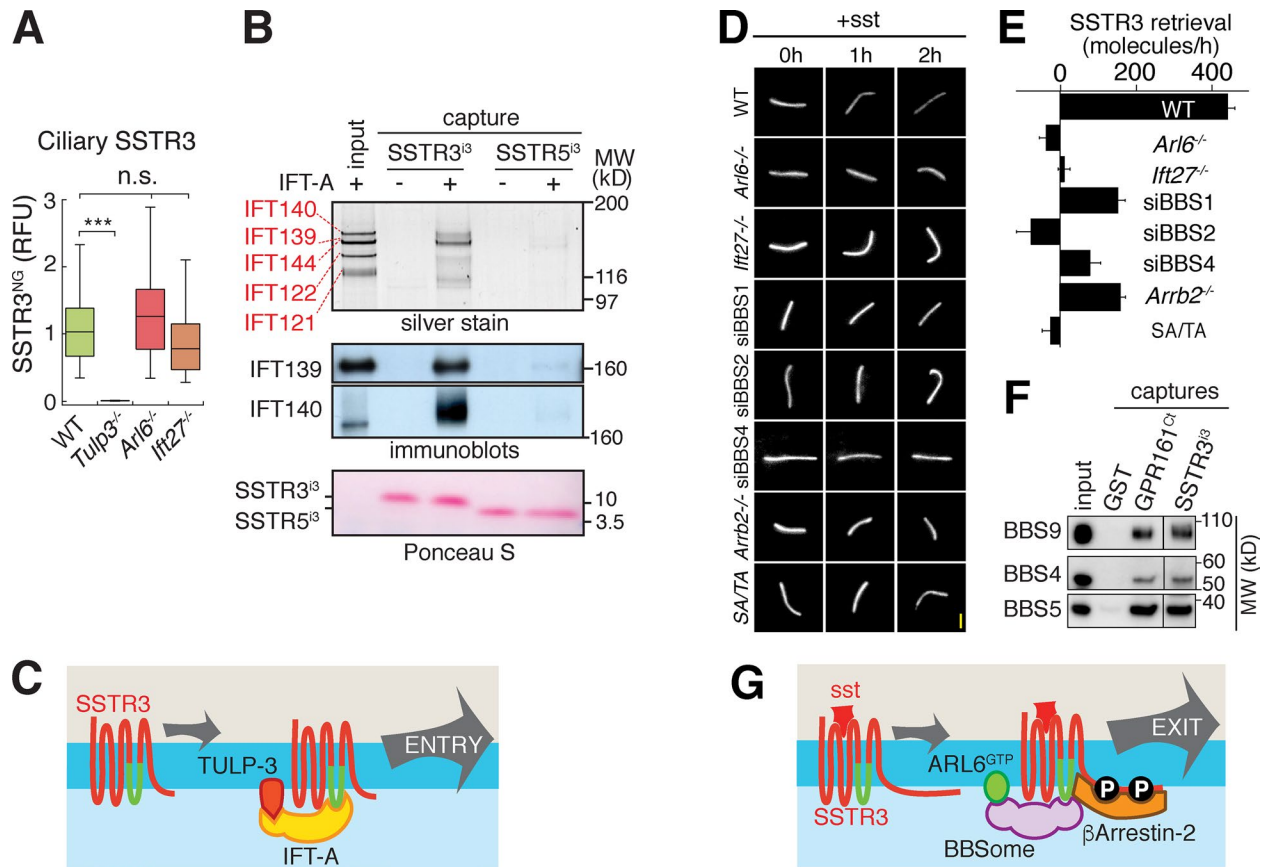 A
Ciliary SSTR3
n.s.
***
SSTR3NG (RFU)
3
2
1
0
WT
Tulp3-/-
Arl6-/-
Ift27-/-
B
capture
input
SSTR3i3
SSTR5i3
MW
(kD)
IFT-A
+ - + - +
IFT140
IFT139
IFT144
IFT122
IFT121
200
116
97
silver stain
IFT139
160
IFT140
160
immunoblots
SSTR3i3
SSTR5i3
10
3.5
Ponceau S
C
SSTR3
TULP-3
ENTRY
IFT-A
D
+sst
0h 1h 2h
WT
Arl6-/-
Ift27-/-
siBBS1
siBBS2
siBBS4
Arrb2-/-
SA/TA
E
SSTR3 retrieval
(molecules/h)
0 200 400
WT
Arl6-/-
Ift27-/-
siBBS1
siBBS2
siBBS4
Arrb2-/-
SA/TA
F
captures
input
GST
GPR161Ct
SSTR3i3
BBS9
BBS4
BBS5
110
60
50
40
MW (kD)
G
sst
EXIT
ARL6GTP
P P
SSTR3
βArrestin-2
BBSome